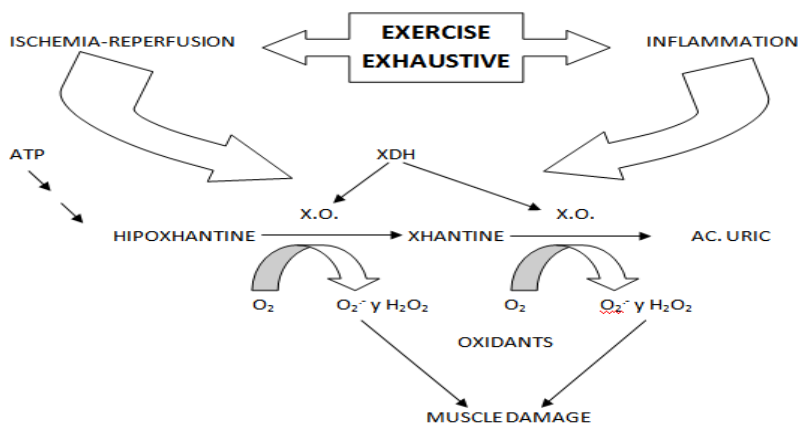 EXERCISE
EXHAUSTIVE
ISCHEMIA-REPERFUSION
INFLAMMATION
ATP
XDH
X.O.
X.O.
HIPOXHANTINE
XHANTINE
AC. URIC
O₂
O₂·⁻ y H₂O₂
O₂
O₂·⁻ y H₂O₂
OXIDANTS
MUSCLE DAMAGE